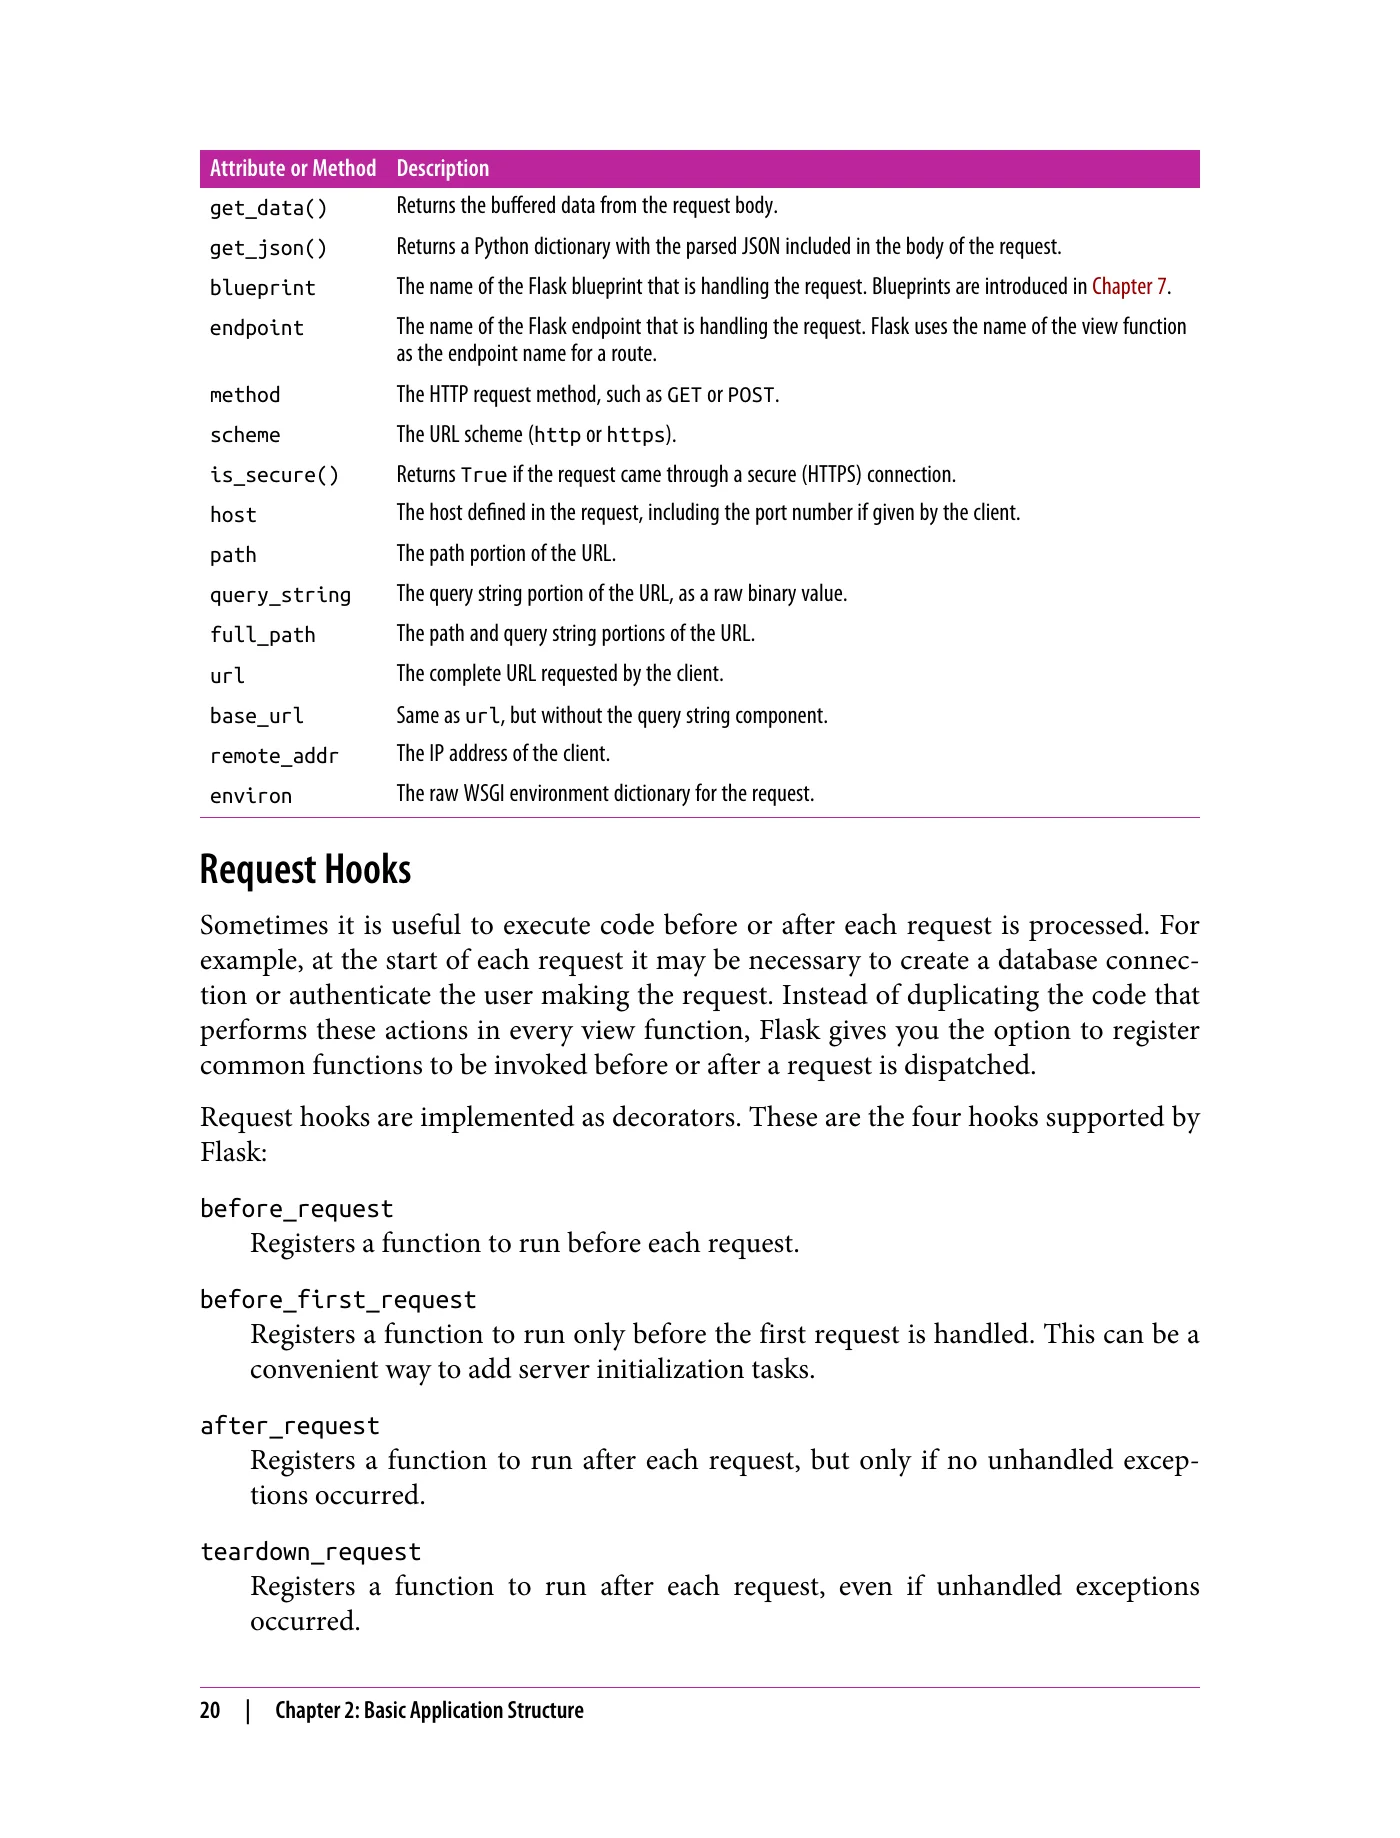 Attribute or Method Description
get_data() Returns the buffered data from the request body.
get_json() Returns a Python dictionary with the parsed JSON included in the body of the request.
blueprint The name of the Flask blueprint that is handling the request. Blueprints are introduced in Chapter 7.
endpoint The name of the Flask endpoint that is handling the request. Flask uses the name of the view function
as the endpoint name for a route.
method The HTTP request method, such as GET or POST.
scheme The URL scheme (http or https).
is_secure() Returns True if the request came through a secure (HTTPS) connection.
host The host defined in the request, including the port number if given by the client.
path The path portion of the URL.
query_string The query string portion of the URL, as a raw binary value.
full_path The path and query string portions of the URL.
url The complete URL requested by the client.
base_url Same as url, but without the query string component.
remote_addr The IP address of the client.
environ The raw WSGI environment dictionary for the request.
Request Hooks
Sometimes it is useful to execute code before or after each request is processed. For
example, at the start of each request it may be necessary to create a database connec-
tion or authenticate the user making the request. Instead of duplicating the code that
performs these actions in every view function, Flask gives you the option to register
common functions to be invoked before or after a request is dispatched.
Request hooks are implemented as decorators. These are the four hooks supported by
Flask:
before_request
Registers a function to run before each request.
before_first_request
Registers a function to run only before the first request is handled. This can be a
convenient way to add server initialization tasks.
after_request
Registers a function to run after each request, but only if no unhandled excep-
tions occurred.
teardown_request
Registers a function to run after each request, even if unhandled exceptions
occurred.
20 | Chapter 2: Basic Application Structure